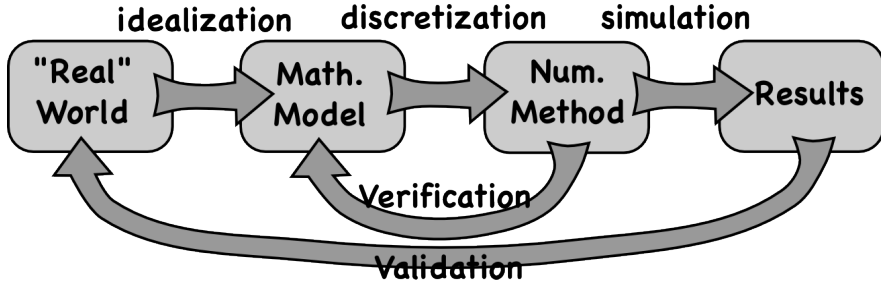 idealization
discretization
simulation
"Real"
World
Math.
Model
Num.
Method
Results
Verification
Validation